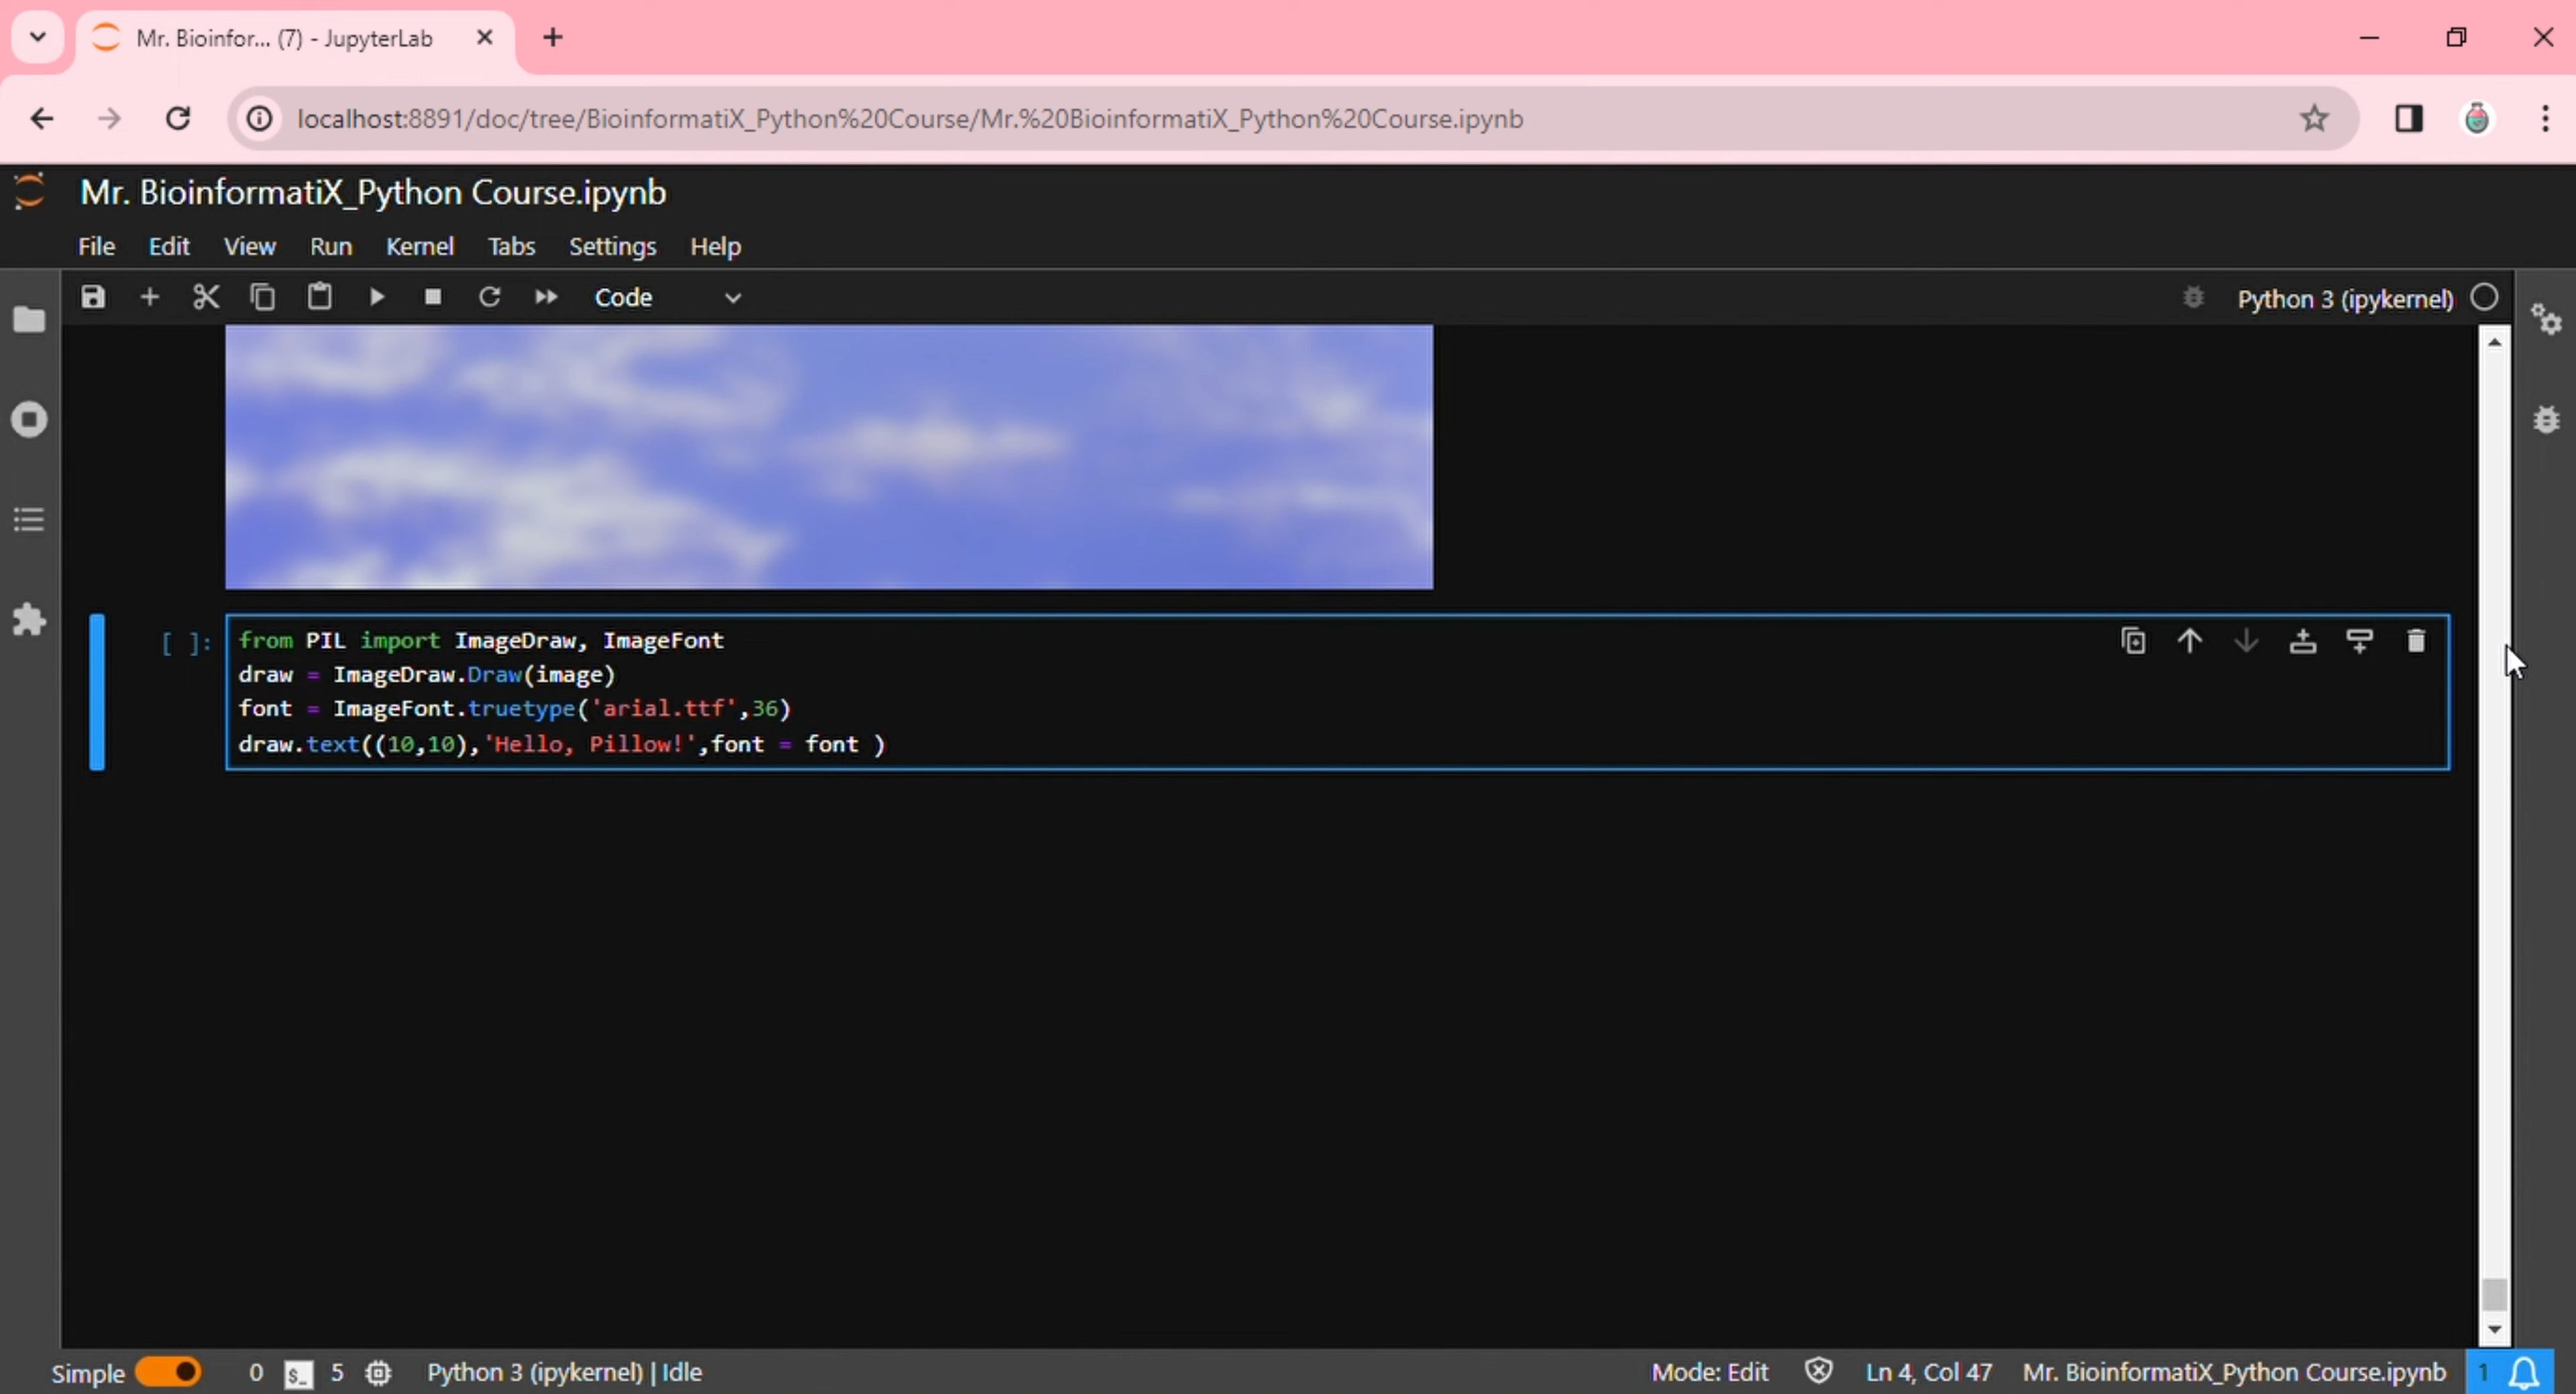 Mr. Bioinfor... (7) - JupyterLab
localhost:8891/doc/tree/BioinformatiX_Python%20Course/Mr.%20BioinformatiX_Python%20Course.ipynb
Mr. BioinformatiX_Python Course.ipynb
File Edit View Run Kernel Tabs Settings Help
Code
Python 3 (ipykernel)
[ ]:
from PIL import ImageDraw, ImageFont
draw = ImageDraw.Draw(image)
font = ImageFont.truetype('arial.ttf',36)
draw.text((10,10),'Hello, Pillow!',font = font )
Simple 0 $_ 5 Python 3 (ipykernel) | Idle Mode: Edit Ln 4, Col 47 Mr. BioinformatiX_Python Course.ipynb 1